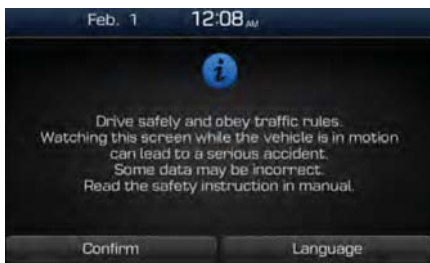 Feb. 1 12:08 AM
i
Drive safely and obey traffic rules.
Watching this screen while the vehicle is in motion
can lead to a serious accident.
Some data may be incorrect.
Read the safety instruction in manual.
Confirm Language